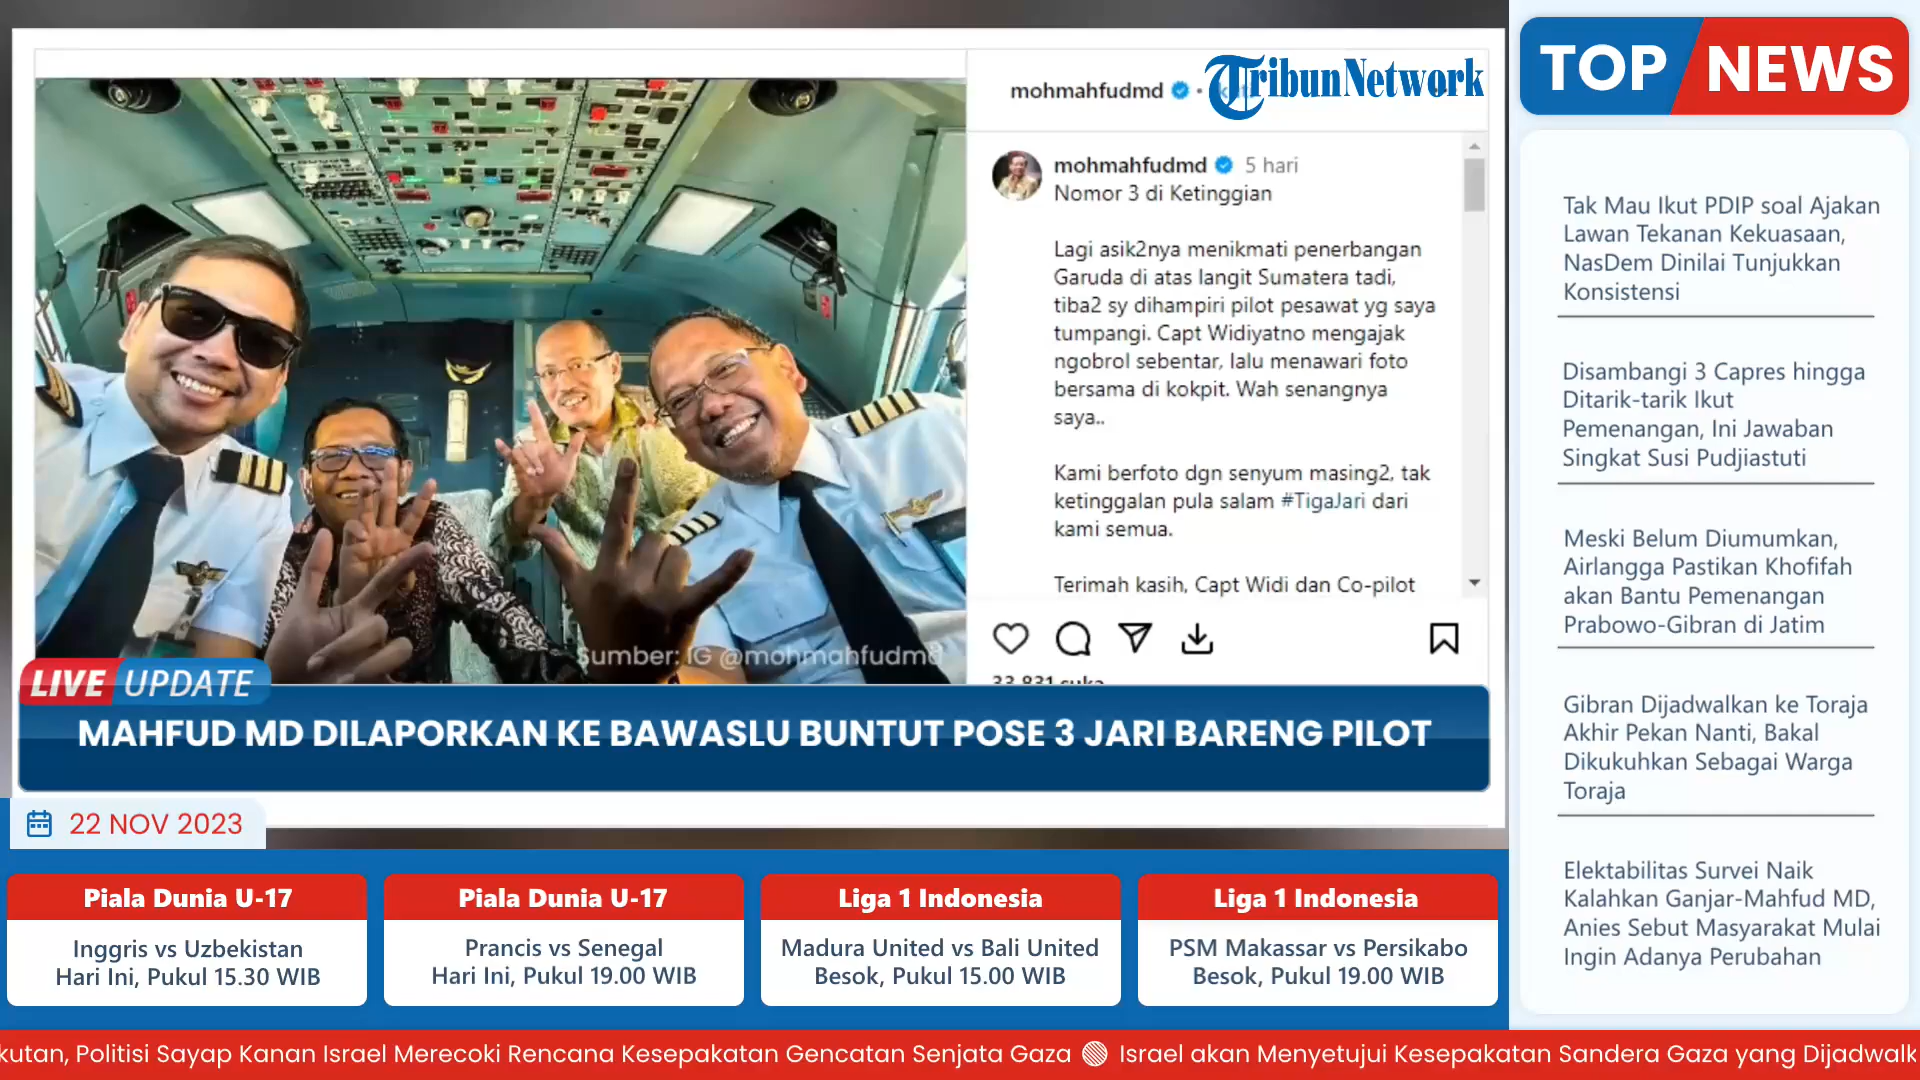 TribunNetwork
mohmahfudmd
mohmahfudmd 5 hari
Nomor 3 di Ketinggian
Lagi asik2nya menikmati penerbangan
Garuda di atas langit Sumatera tadi,
tiba2 sy dihampiri pilot pesawat yg saya
tumpangi. Capt Widiyatno mengajak
ngobrol sebentar, lalu menawari foto
bersama di kokpit. Wah senangnya
saya..
Kami berfoto dgn senyum masing2, tak
ketinggalan pula salam #TigaJari dari
kami semua.
Terimah kasih, Capt Widi dan Co-pilot
33.831 suka
Sumber: IG @mohmahfudmd
LIVE UPDATE
MAHFUD MD DILAPORKAN KE BAWASLU BUNTUT POSE 3 JARI BARENG PILOT
22 NOV 2023
Piala Dunia U-17
Inggris vs Uzbekistan
Hari Ini, Pukul 15.30 WIB
Piala Dunia U-17
Prancis vs Senegal
Hari Ini, Pukul 19.00 WIB
Liga 1 Indonesia
Madura United vs Bali United
Besok, Pukul 15.00 WIB
Liga 1 Indonesia
PSM Makassar vs Persikabo
Besok, Pukul 19.00 WIB
TOP NEWS
Tak Mau Ikut PDIP soal Ajakan
Lawan Tekanan Kekuasaan,
NasDem Dinilai Tunjukkan
Konsistensi
Disambangi 3 Capres hingga
Ditarik-tarik Ikut
Pemenangan, Ini Jawaban
Singkat Susi Pudjiastuti
Meski Belum Diumumkan,
Airlangga Pastikan Khofifah
akan Bantu Pemenangan
Prabowo-Gibran di Jatim
Gibran Dijadwalkan ke Toraja
Akhir Pekan Nanti, Bakal
Dikukuhkan Sebagai Warga
Toraja
Elektabilitas Survei Naik
Kalahkan Ganjar-Mahfud MD,
Anies Sebut Masyarakat Mulai
Ingin Adanya Perubahan
kutan, Politisi Sayap Kanan Israel Merecoki Rencana Kesepakatan Gencatan Senjata Gaza Israel akan Menyetujui Kesepakatan Sandera Gaza yang Dijadwalk